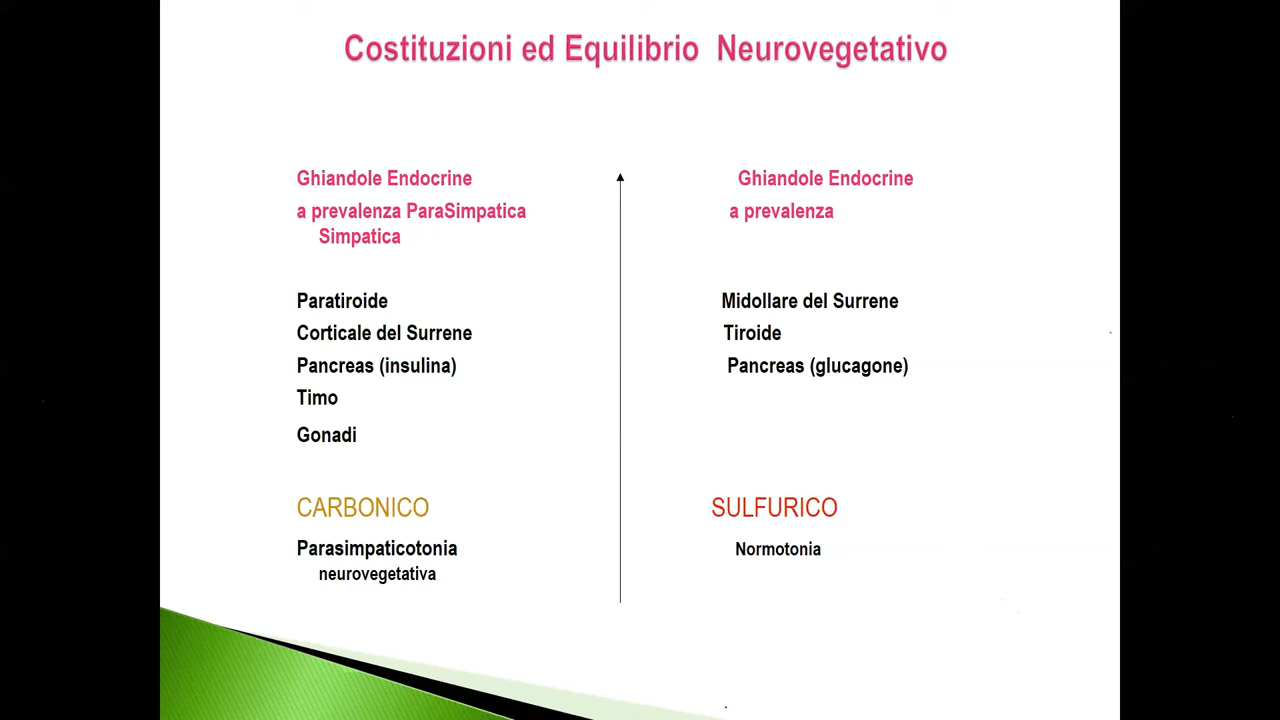 Costituzioni ed Equilibrio Neurovegetativo
Ghiandole Endocrine
a prevalenza ParaSimpatica
Simpatica
Paratiroide
Corticale del Surrene
Pancreas (insulina)
Timo
Gonadi
CARBONICO
Parasimpaticotonia
neurovegetativa
Ghiandole Endocrine
a prevalenza
Midollare del Surrene
Tiroide
Pancreas (glucagone)
SULFURICO
Normotonia